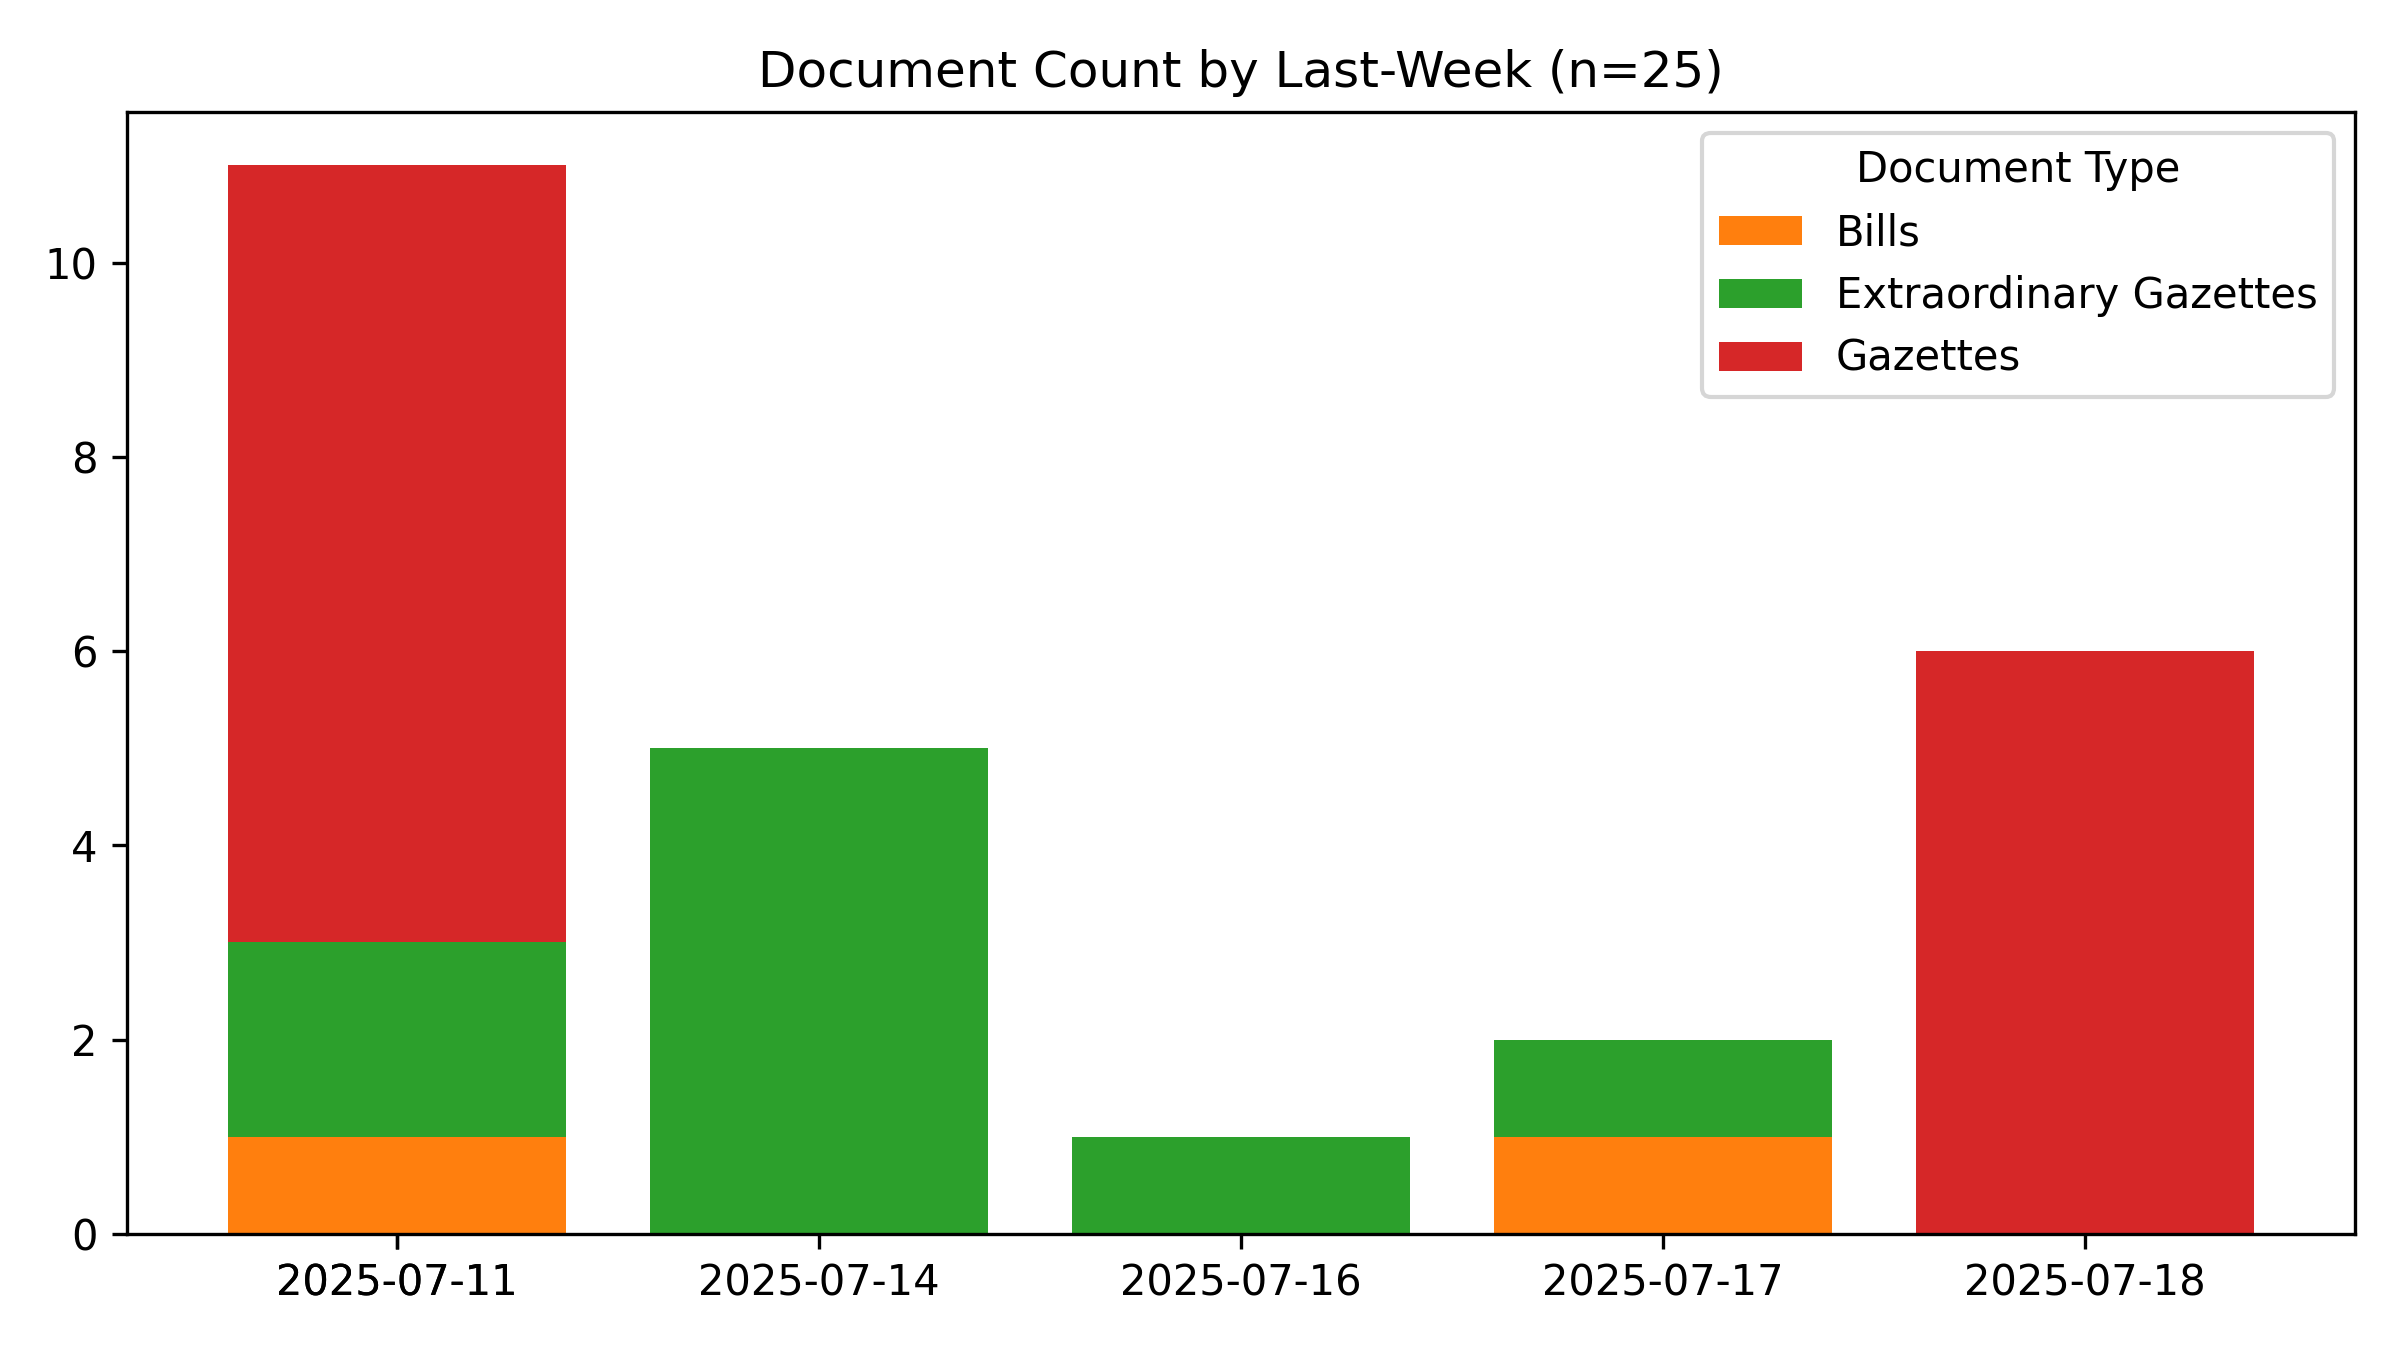 Document Count by Last-Week (n=25)
Document Type
Bills
Extraordinary Gazettes
Gazettes
10
8
6
4
2
0
2025-07-11
2025-07-14
2025-07-16
2025-07-17
2025-07-18